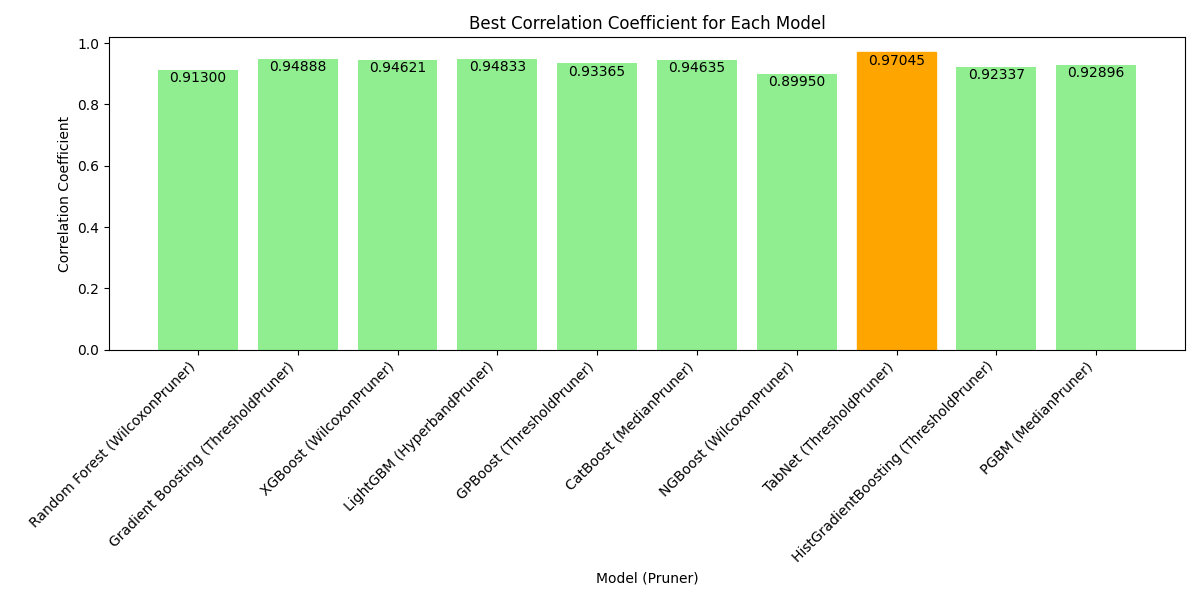 Best Correlation Coefficient for Each Model
Correlation Coefficient
1.0
0.8
0.6
0.4
0.2
0.0
0.91300
0.94888
0.94621
0.94833
0.93365
0.94635
0.89950
0.97045
0.92337
0.92896
Random Forest (WilcoxonPruner)
Gradient Boosting (ThresholdPruner)
XGBoost (WilcoxonPruner)
LightGBM (HyperbandPruner)
GPBoost (ThresholdPruner)
CatBoost (MedianPruner)
NGBoost (WilcoxonPruner)
TabNet (ThresholdPruner)
HistGradientBoosting (ThresholdPruner)
PGBM (MedianPruner)
Model (Pruner)